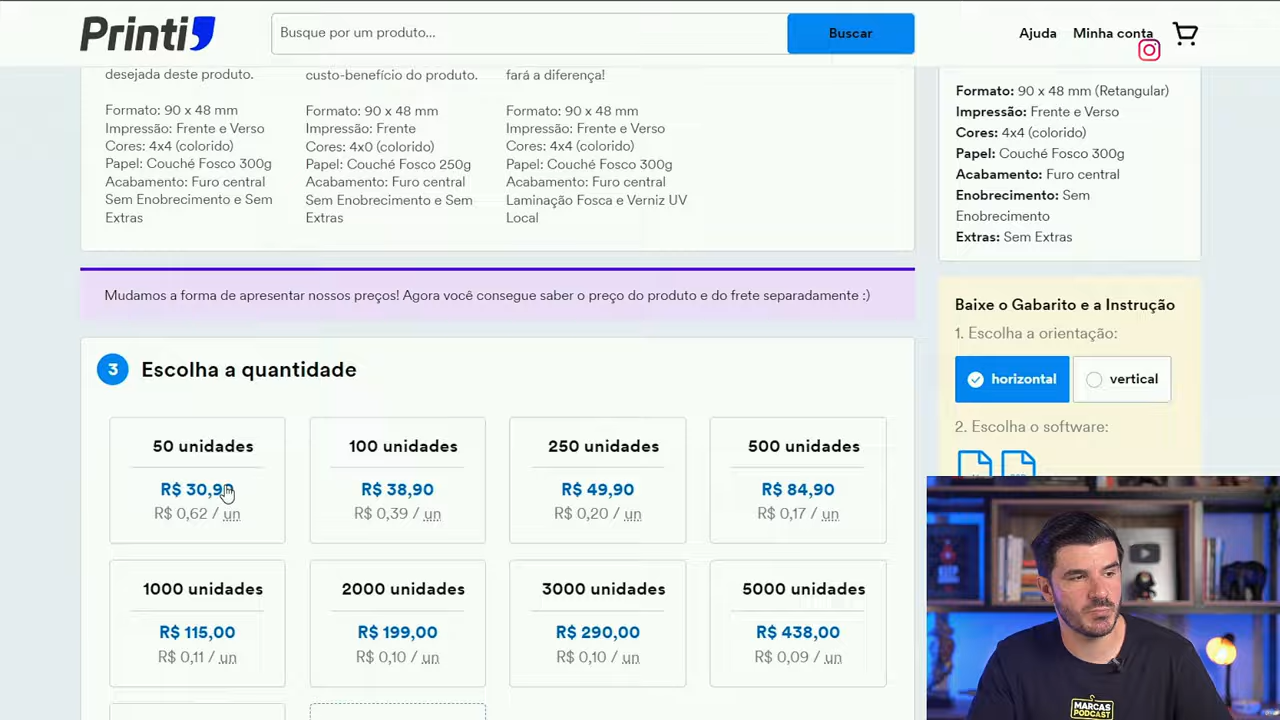 Printi
Busque por um produto...
Buscar
Ajuda
Minha conta
desejada deste produto.
Formato: 90 x 48 mm
Impressão: Frente e Verso
Cores: 4x4 (colorido)
Papel: Couché Fosco 300g
Acabamento: Furo central
Sem Enobrecimento e Sem
Extras
custo-benefício do produto.
Formato: 90 x 48 mm
Impressão: Frente
Cores: 4x0 (colorido)
Papel: Couché Fosco 250g
Acabamento: Furo central
Sem Enobrecimento e Sem
Extras
fará a diferença!
Formato: 90 x 48 mm
Impressão: Frente e Verso
Cores: 4x4 (colorido)
Papel: Couché Fosco 300g
Acabamento: Furo central
Laminação Fosca e Verniz UV
Local
Formato: 90 x 48 mm (Retangular)
Impressão: Frente e Verso
Cores: 4x4 (colorido)
Papel: Couché Fosco 300g
Acabamento: Furo central
Enobrecimento: Sem
Enobrecimento
Extras: Sem Extras
Mudamos a forma de apresentar nossos preços! Agora você consegue saber o preço do produto e do frete separadamente :)
3 Escolha a quantidade
50 unidades
R$ 30,90
R$ 0,62 / un
100 unidades
R$ 38,90
R$ 0,39 / un
250 unidades
R$ 49,90
R$ 0,20 / un
500 unidades
R$ 84,90
R$ 0,17 / un
1000 unidades
R$ 115,00
R$ 0,11 / un
2000 unidades
R$ 199,00
R$ 0,10 / un
3000 unidades
R$ 290,00
R$ 0,10 / un
5000 unidades
R$ 438,00
R$ 0,09 / un
Baixe o Gabarito e a Instrução
1. Escolha a orientação:
horizontal
vertical
2. Escolha o software:
MARCAS
PODCAST